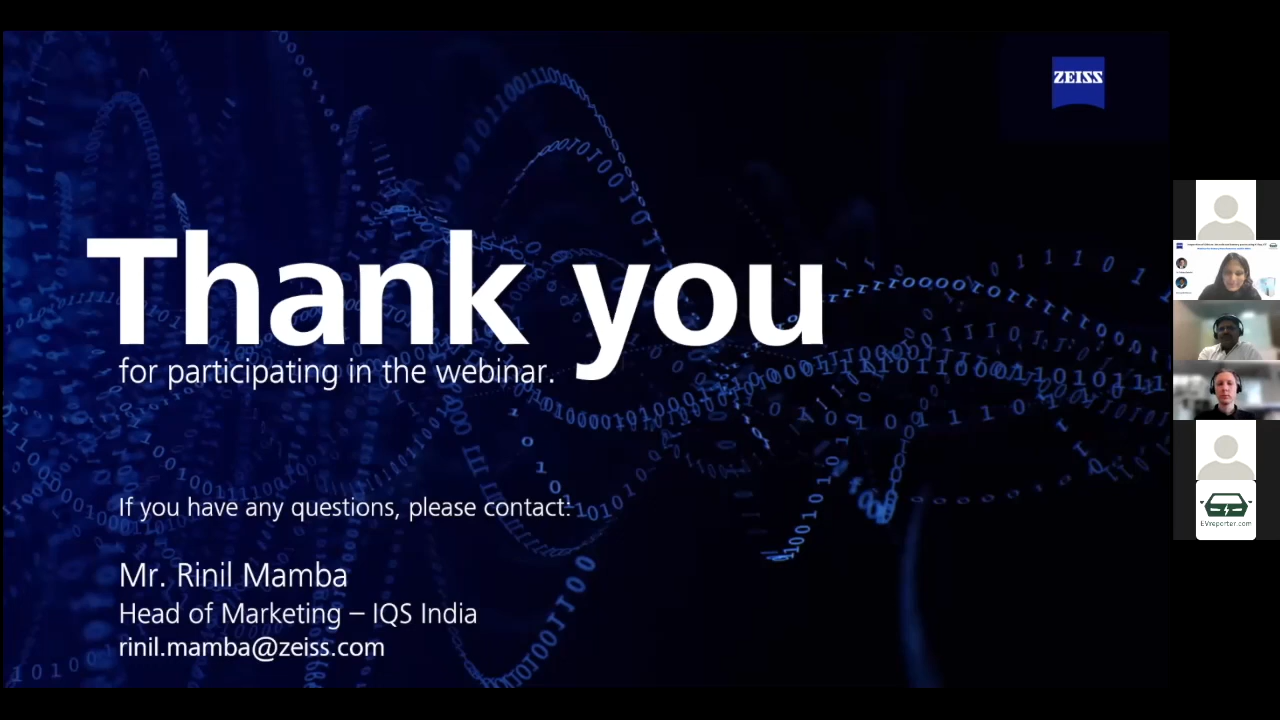 ZEISS
Thank you
for participating in the webinar.
If you have any questions, please contact:
Mr. Rinil Mamba
Head of Marketing – IQS India
rinil.mamba@zeiss.com
EVreporter.com